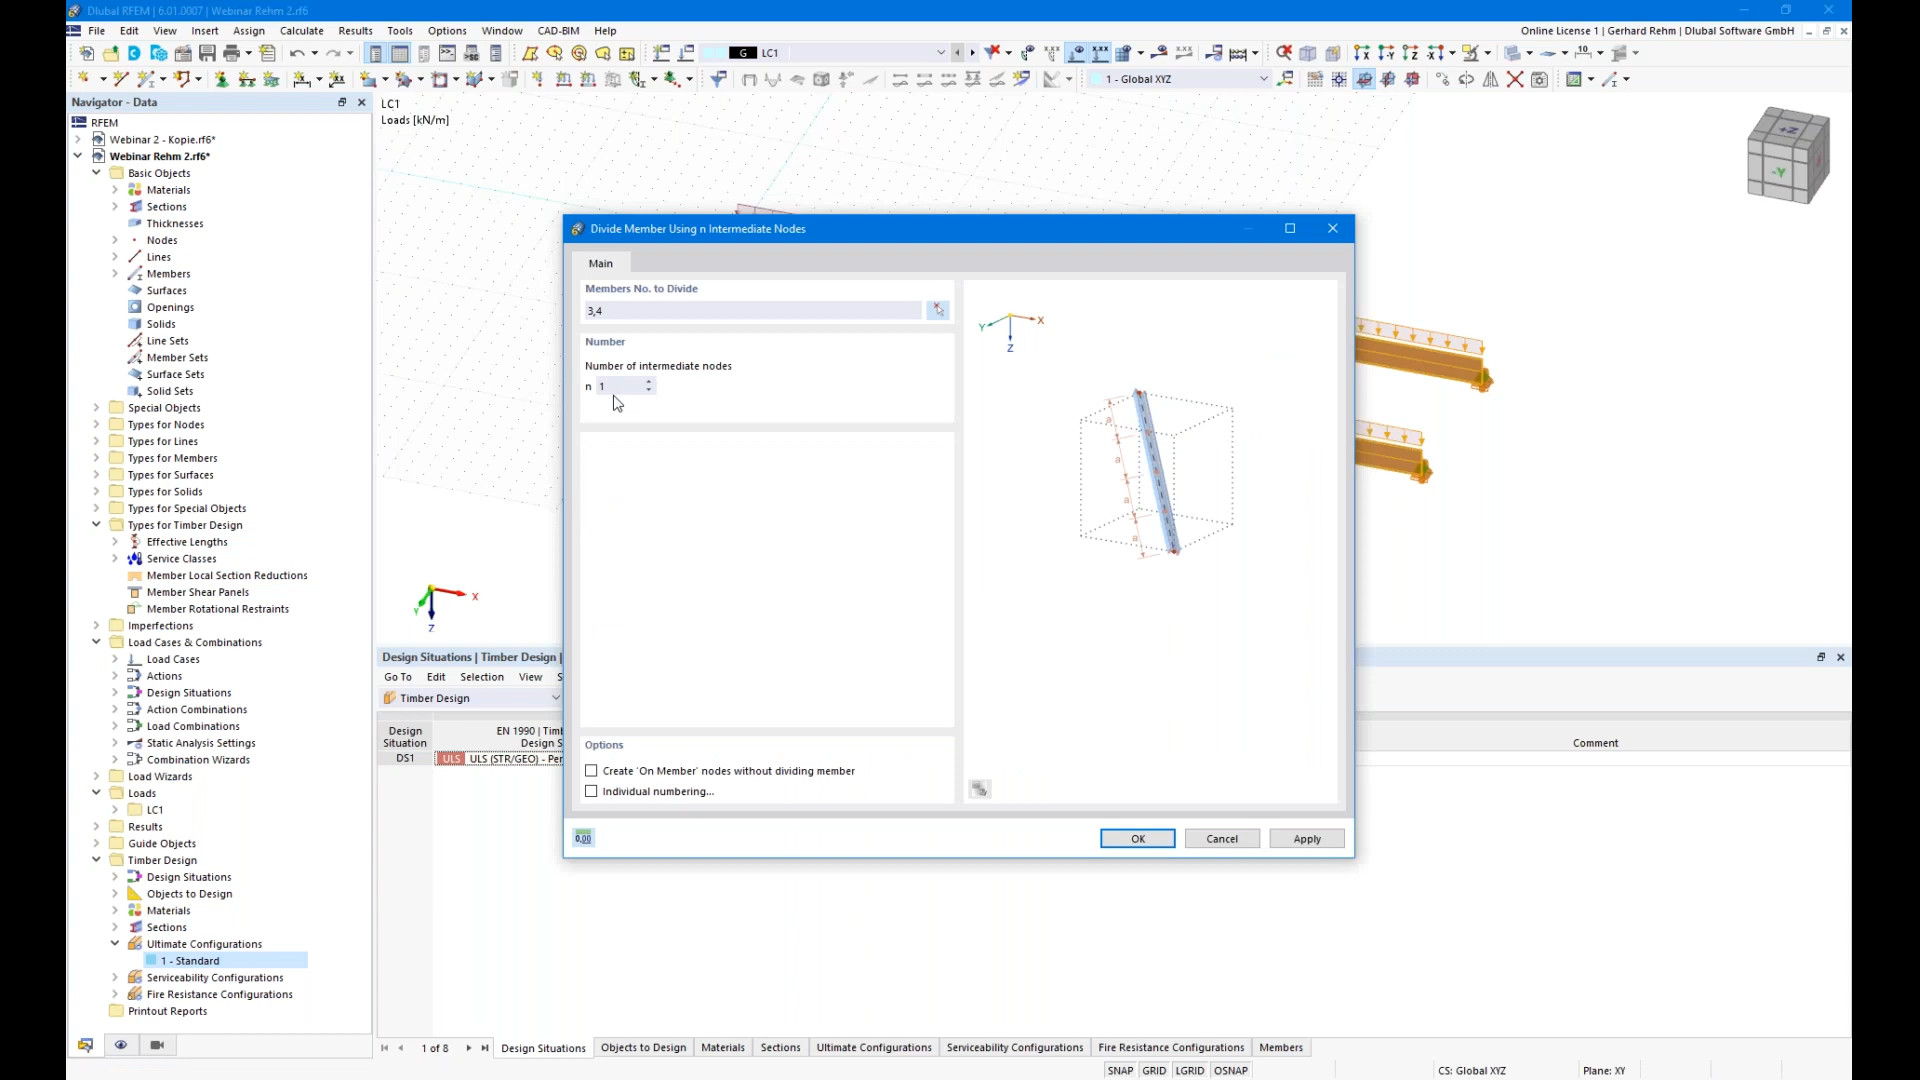 Dlubal RFEM | 6.01.0007 | Webinar Rehm 2.rf6
File Edit View Insert Assign Calculate Results Tools Options Window CAD-BIM Help
Online License 1 | Gerhard Rehm | Dlubal Software GmbH
G LC1
1 - Global XYZ
Navigator - Data
RFEM
Webinar 2 - Kopie.rf6*
Webinar Rehm 2.rf6*
Basic Objects
Materials
Sections
Thicknesses
Nodes
Lines
Members
Surfaces
Openings
Solids
Line Sets
Member Sets
Surface Sets
Solid Sets
Special Objects
Types for Nodes
Types for Lines
Types for Members
Types for Surfaces
Types for Solids
Types for Special Objects
Types for Timber Design
Effective Lengths
Service Classes
Member Local Section Reductions
Member Shear Panels
Member Rotational Restraints
Imperfections
Load Cases & Combinations
Load Cases
Actions
Design Situations
Action Combinations
Load Combinations
Static Analysis Settings
Combination Wizards
Load Wizards
Loads
LC1
Results
Guide Objects
Timber Design
Design Situations
Objects to Design
Materials
Sections
Ultimate Configurations
1 - Standard
Serviceability Configurations
Fire Resistance Configurations
Printout Reports
LC1
Loads [kN/m]
+Z
-Y
X
Y
Z
Divide Member Using n Intermediate Nodes
Main
Members No. to Divide
3,4
Number
Number of intermediate nodes
n 1
Options
Create 'On Member' nodes without dividing member
Individual numbering...
Y X
Z
a
a
a
a
0,00
OK Cancel Apply
Design Situations | Timber Design |
Go To Edit Selection View S
Timber Design
Design
Situation
EN 1990 | Timb
Design S
Comment
DS1 ULS ULS (STR/GEO) - Per
1 of 8 Design Situations Objects to Design Materials Sections Ultimate Configurations Serviceability Configurations Fire Resistance Configurations Members
SNAP GRID LGRID OSNAP CS: Global XYZ Plane: XY